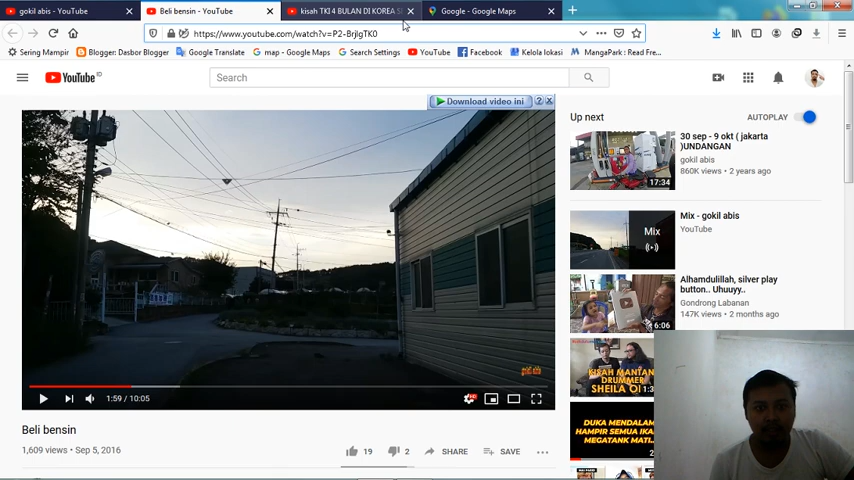 gokil abis - YouTube
Beli bensin - YouTube
kisah TKI 4 BULAN DI KOREA S
Google - Google Maps
https://www.youtube.com/watch?v=P2-BrjlgTK0
Sering Mampir
Blogger: Dasbor Blogger
Google Translate
map - Google Maps
Search Settings
YouTube
Facebook
Kelola lokasi
MangaPark : Read Fre...
YouTube ID
Search
Download video ini
Up next
AUTOPLAY
30 sep - 9 okt ( jakarta
)UNDANGAN
gokil abis
860K views • 2 years ago
17:34
Mix - gokil abis
YouTube
Mix
Alhamdulillah, silver play
button.. Uhuuyy..
Gondrong Labanan
147K views • 2 months ago
6:06
KISAH MANTAN
DRUMMER
SHEILA O
1:3
DUKA MENDALAM
HAMPIR SEMUA IKA
MEGATANK MATI..
gokil abis
1:59 / 10:05
HD
Beli bensin
1,609 views • Sep 5, 2016
19
2
SHARE
SAVE